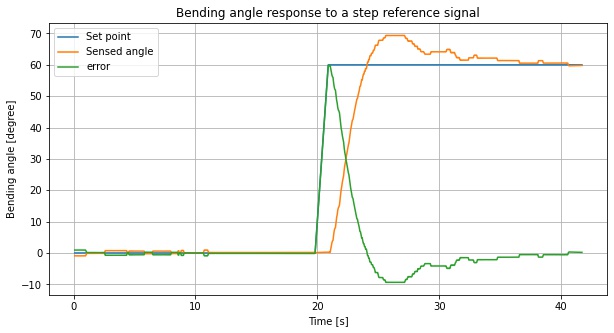 Bending angle response to a step reference signal
Set point
Sensed angle
error
Bending angle [degree]
70
60
50
40
30
20
10
0
−10
0 10 20 30 40
Time [s]